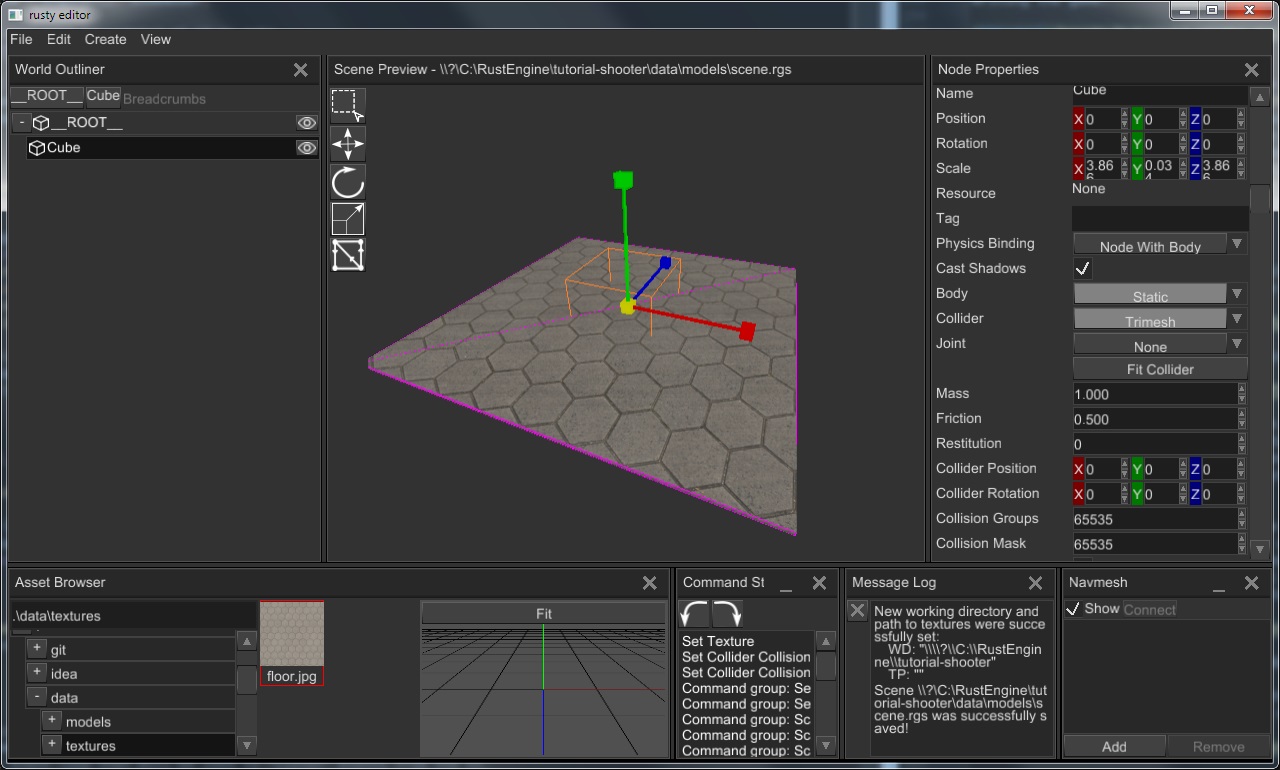 rusty editor
File Edit Create View
World Outliner
__ROOT__ Cube Breadcrumbs
- __ROOT__
Cube
Scene Preview - \\?\C:\RustEngine\tutorial-shooter\data\models\scene.rgs
Node Properties
Name Cube
Position X 0 Y 0 Z 0
Rotation X 0 Y 0 Z 0
Scale X 3.866 Y 0.034 Z 3.866
Resource None
Tag
Physics Binding Node With Body
Cast Shadows
Body Static
Collider Trimesh
Joint None
Fit Collider
Mass 1.000
Friction 0.500
Restitution 0
Collider Position X 0 Y 0 Z 0
Collider Rotation X 0 Y 0 Z 0
Collision Groups 65535
Collision Mask 65535
Asset Browser
.\data\textures
+ git
+ idea
- data
+ models
+ textures
floor.jpg
Fit
Command St
Set Texture
Set Collider Collision
Set Collider Collision
Command group: Se
Command group: Se
Command group: Sc
Command group: Sc
Command group: Sc
Message Log
New working directory and
path to textures were succe
ssfully set:
WD: "\\\\?\\C:\\RustEngin
e\\tutorial-shooter"
TP: ""
Scene \\?\C:\RustEngine\tut
orial-shooter\data\models\s
cene.rgs was successfully s
aved!
Navmesh
Show Connect
Add Remove